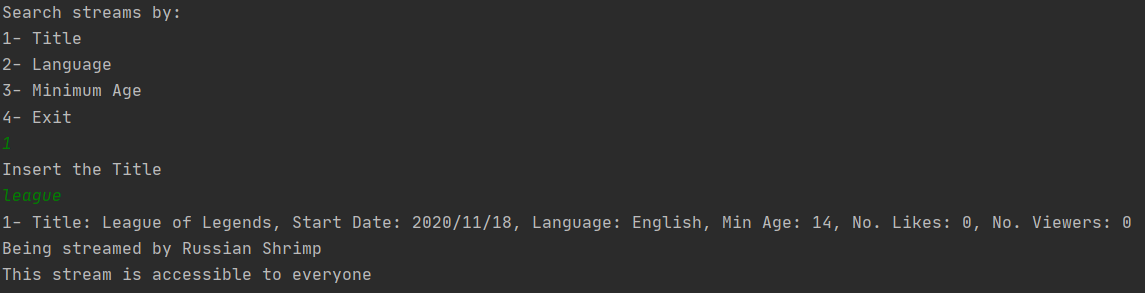 Search streams by:
1- Title
2- Language
3- Minimum Age
4- Exit
1
Insert the Title
league
1- Title: League of Legends, Start Date: 2020/11/18, Language: English, Min Age: 14, No. Likes: 0, No. Viewers: 0
Being streamed by Russian Shrimp
This stream is accessible to everyone